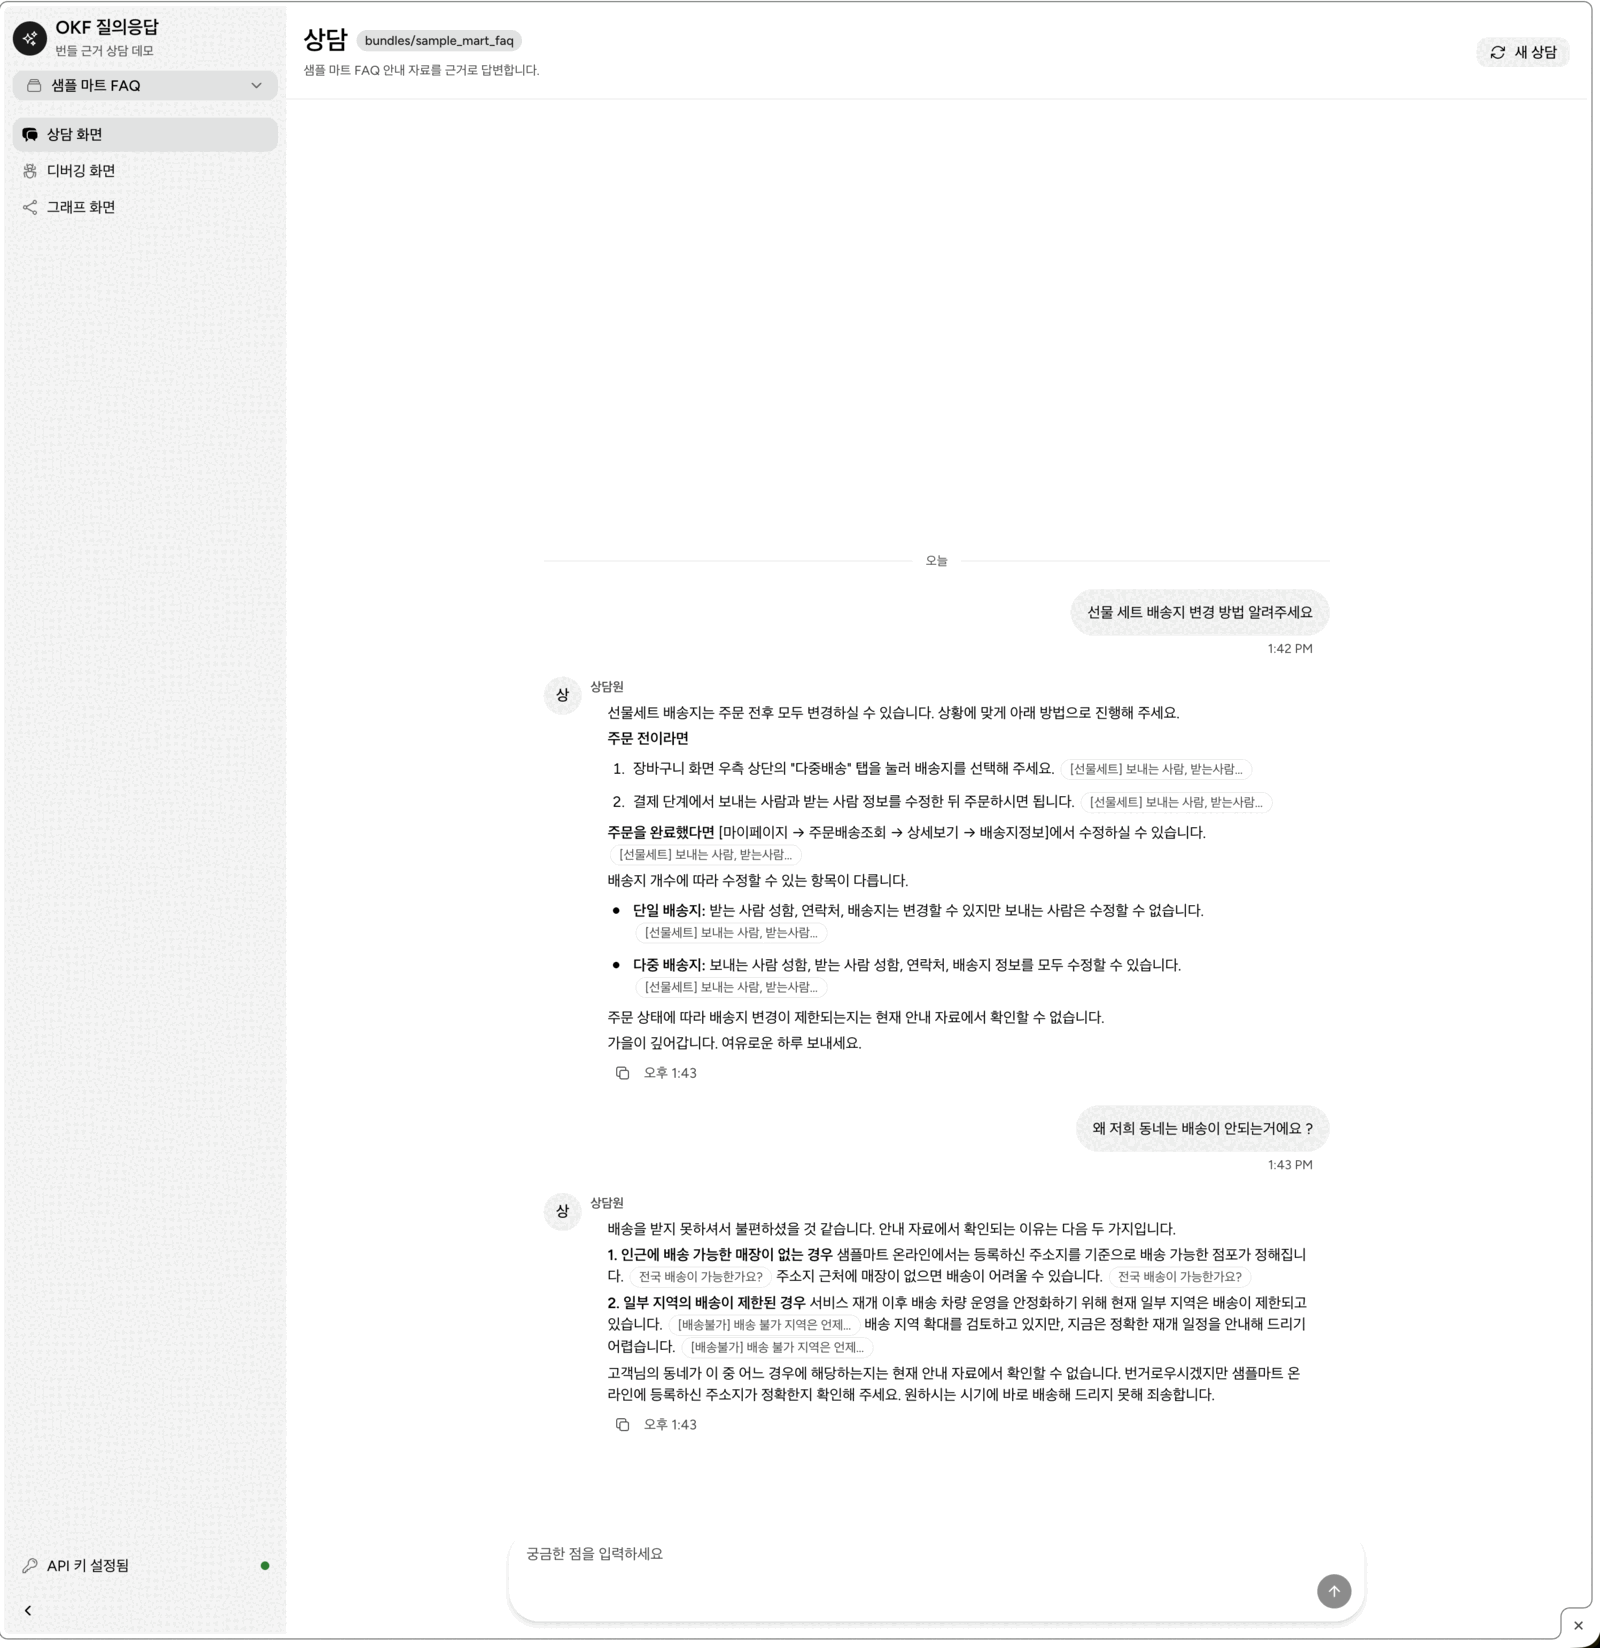 OKF 질의응답
번들 근거 상담 데모
샘플 마트 FAQ
상담 화면
디버깅 화면
그래프 화면
API 키 설정됨
상담
bundles/sample_mart_faq
샘플 마트 FAQ 안내 자료를 근거로 답변합니다.
새 상담
오늘
선물 세트 배송지 변경 방법 알려주세요
1:42 PM
상
상담원
선물세트 배송지는 주문 전후 모두 변경하실 수 있습니다. 상황에 맞게 아래 방법으로 진행해 주세요.
주문 전이라면
1. 장바구니 화면 우측 상단의 "다중배송" 탭을 눌러 배송지를 선택해 주세요. [선물세트] 보내는 사람, 받는사람...
2. 결제 단계에서 보내는 사람과 받는 사람 정보를 수정한 뒤 주문하시면 됩니다. [선물세트] 보내는 사람, 받는사람...
주문을 완료했다면 [마이페이지 → 주문배송조회 → 상세보기 → 배송지정보]에서 수정하실 수 있습니다.
[선물세트] 보내는 사람, 받는사람...
배송지 개수에 따라 수정할 수 있는 항목이 다릅니다.
• 단일 배송지: 받는 사람 성함, 연락처, 배송지는 변경할 수 있지만 보내는 사람은 수정할 수 없습니다.
[선물세트] 보내는 사람, 받는사람...
• 다중 배송지: 보내는 사람 성함, 받는 사람 성함, 연락처, 배송지 정보를 모두 수정할 수 있습니다.
[선물세트] 보내는 사람, 받는사람...
주문 상태에 따라 배송지 변경이 제한되는지는 현재 안내 자료에서 확인할 수 없습니다.
가을이 깊어갑니다. 여유로운 하루 보내세요.
오후 1:43
왜 저희 동네는 배송이 안되는거에요 ?
1:43 PM
상
상담원
배송을 받지 못하셔서 불편하셨을 것 같습니다. 안내 자료에서 확인되는 이유는 다음 두 가지입니다.
1. 인근에 배송 가능한 매장이 없는 경우 샘플마트 온라인에서는 등록하신 주소지를 기준으로 배송 가능한 점포가 정해집니
다. 전국 배송이 가능한가요? 주소지 근처에 매장이 없으면 배송이 어려울 수 있습니다. 전국 배송이 가능한가요?
2. 일부 지역의 배송이 제한된 경우 서비스 재개 이후 배송 차량 운영을 안정화하기 위해 현재 일부 지역은 배송이 제한되고
있습니다. [배송불가] 배송 불가 지역은 언제... 배송 지역 확대를 검토하고 있지만, 지금은 정확한 재개 일정을 안내해 드리기
어렵습니다. [배송불가] 배송 불가 지역은 언제...
고객님의 동네가 이 중 어느 경우에 해당하는지는 현재 안내 자료에서 확인할 수 없습니다. 번거로우시겠지만 샘플마트 온
라인에 등록하신 주소지가 정확한지 확인해 주세요. 원하시는 시기에 바로 배송해 드리지 못해 죄송합니다.
오후 1:43
궁금한 점을 입력하세요